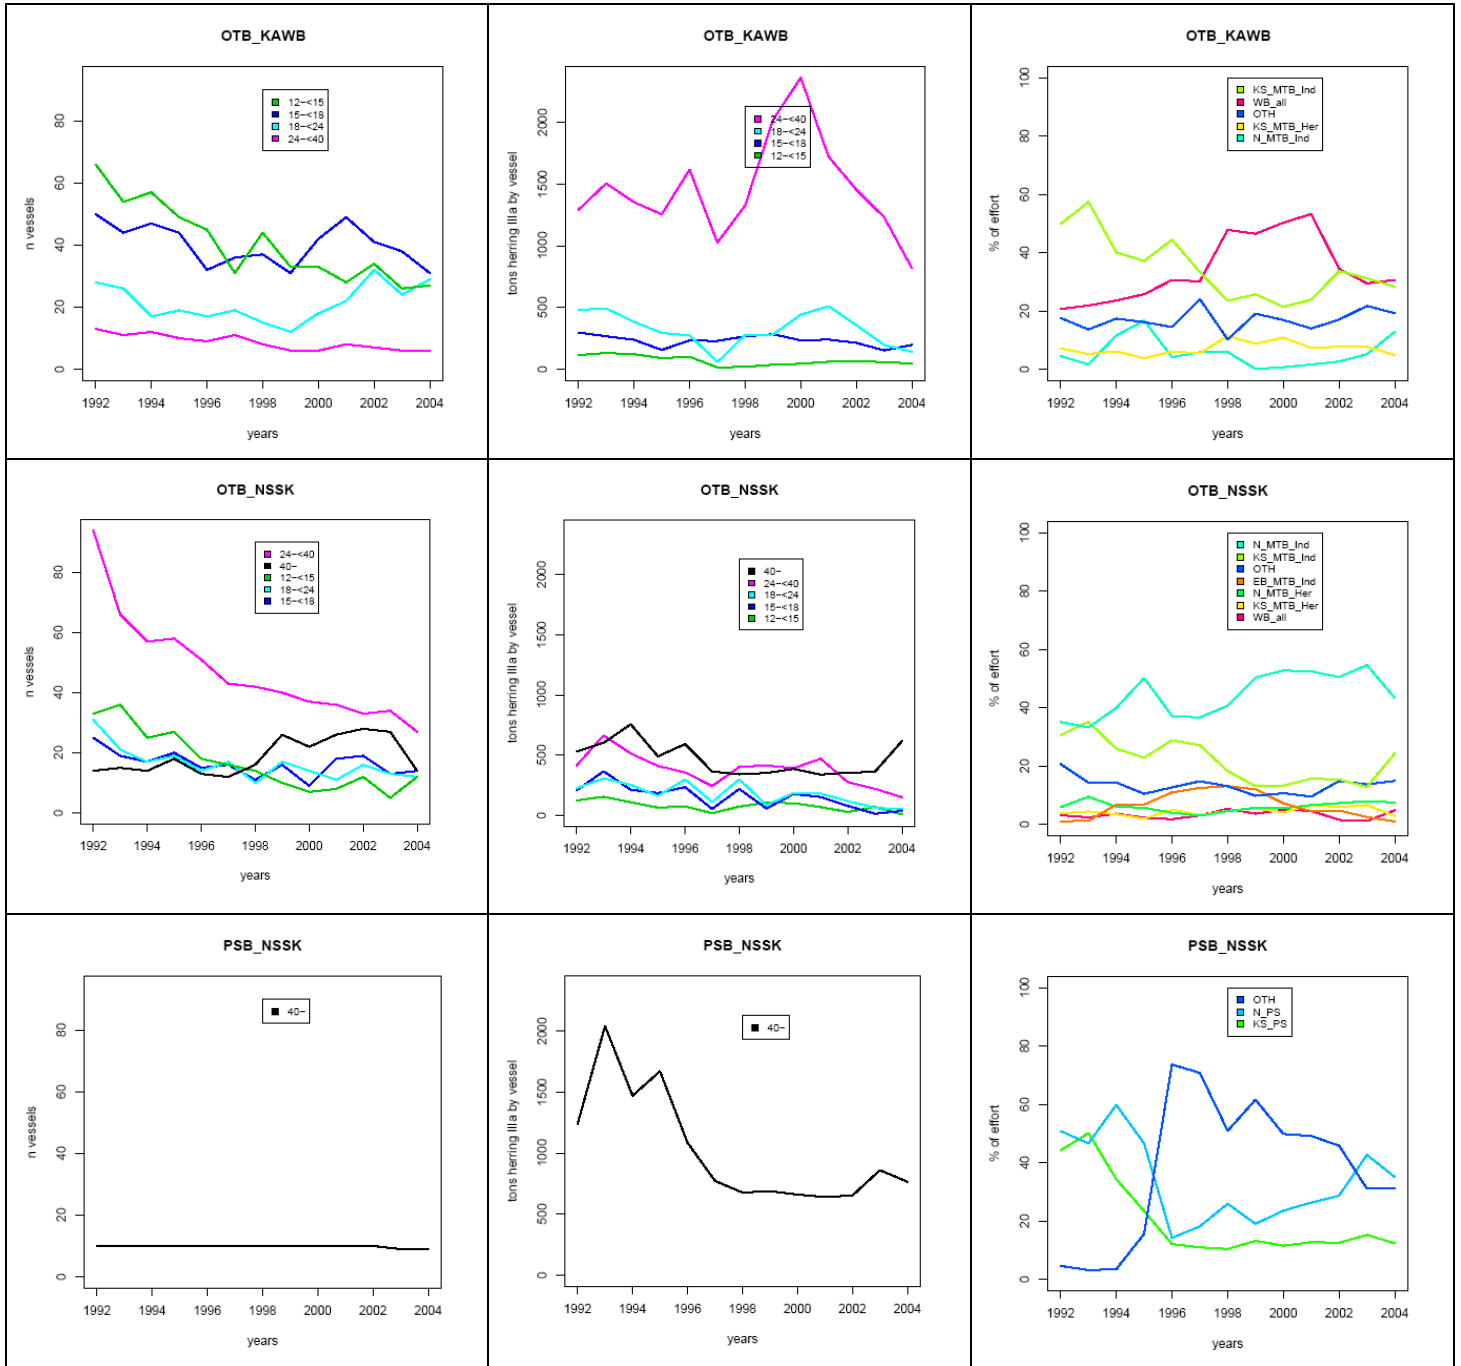 OTB_KAWB
n vessels
0
20
40
60
80
12-<15
15-<18
18-<24
24-<40
1992 1994 1996 1998 2000 2002 2004
years
OTB_KAWB
tons herring IIIa by vessel
0
500
1000
1500
2000
24-<40
18-<24
15-<18
12-<15
1992 1994 1996 1998 2000 2002 2004
years
OTB_KAWB
% of effort
0
20
40
60
80
100
KS_MTB_Ind
WB_all
OTH
KS_MTB_Her
N_MTB_Ind
1992 1994 1996 1998 2000 2002 2004
years
OTB_NSSK
n vessels
0
20
40
60
80
24-<40
40-
12-<15
18-<24
15-<18
1992 1994 1996 1998 2000 2002 2004
years
OTB_NSSK
tons herring IIIa by vessel
0
500
1000
1500
2000
40-
24-<40
18-<24
15-<18
12-<15
1992 1994 1996 1998 2000 2002 2004
years
OTB_NSSK
% of effort
0
20
40
60
80
100
N_MTB_Ind
KS_MTB_Ind
OTH
EB_MTB_Ind
N_MTB_Her
KS_MTB_Her
WB_all
1992 1994 1996 1998 2000 2002 2004
years
PSB_NSSK
n vessels
0
20
40
60
80
40-
1992 1994 1996 1998 2000 2002 2004
years
PSB_NSSK
tons herring IIIa by vessel
0
500
1000
1500
2000
40-
1992 1994 1996 1998 2000 2002 2004
years
PSB_NSSK
% of effort
0
20
40
60
80
100
OTH
N_PS
KS_PS
1992 1994 1996 1998 2000 2002 2004
years